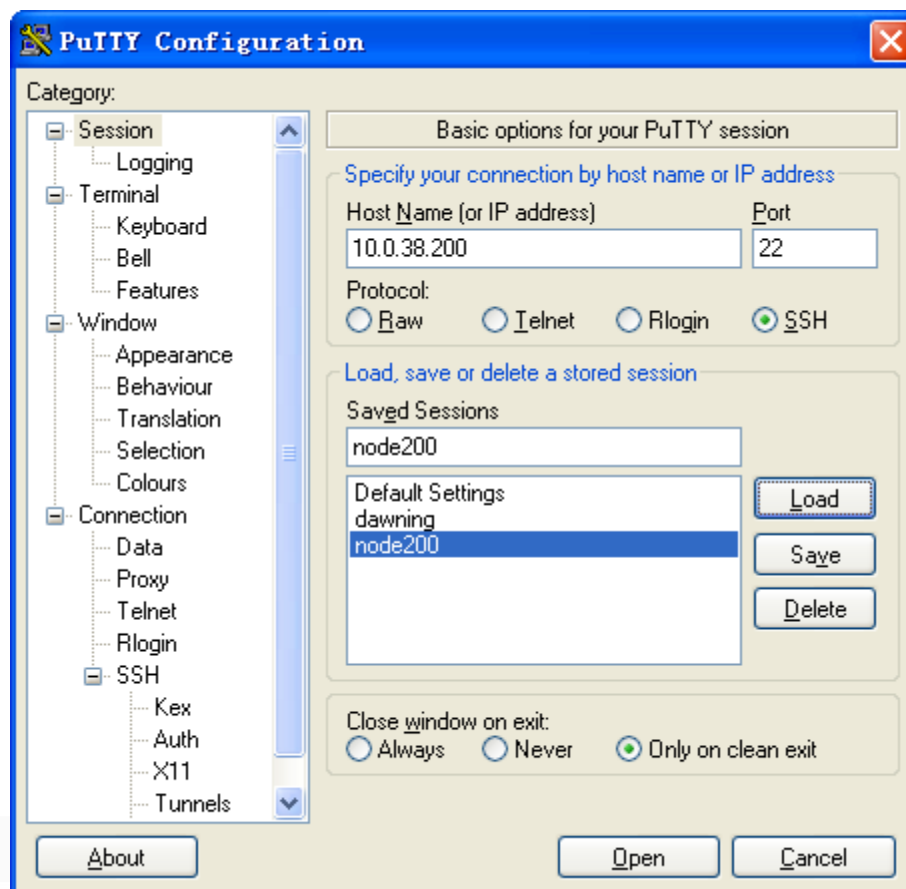 PuTTY Configuration
Category:
Session
Logging
Terminal
Keyboard
Bell
Features
Window
Appearance
Behaviour
Translation
Selection
Colours
Connection
Data
Proxy
Telnet
Rlogin
SSH
Kex
Auth
X11
Tunnels
Basic options for your PuTTY session
Specify your connection by host name or IP address
Host Name (or IP address) Port
10.0.38.200 22
Protocol:
Raw Telnet Rlogin SSH
Load, save or delete a stored session
Saved Sessions
node200
Default Settings
dawning
node200
Load
Save
Delete
Close window on exit:
Always Never Only on clean exit
About Open Cancel